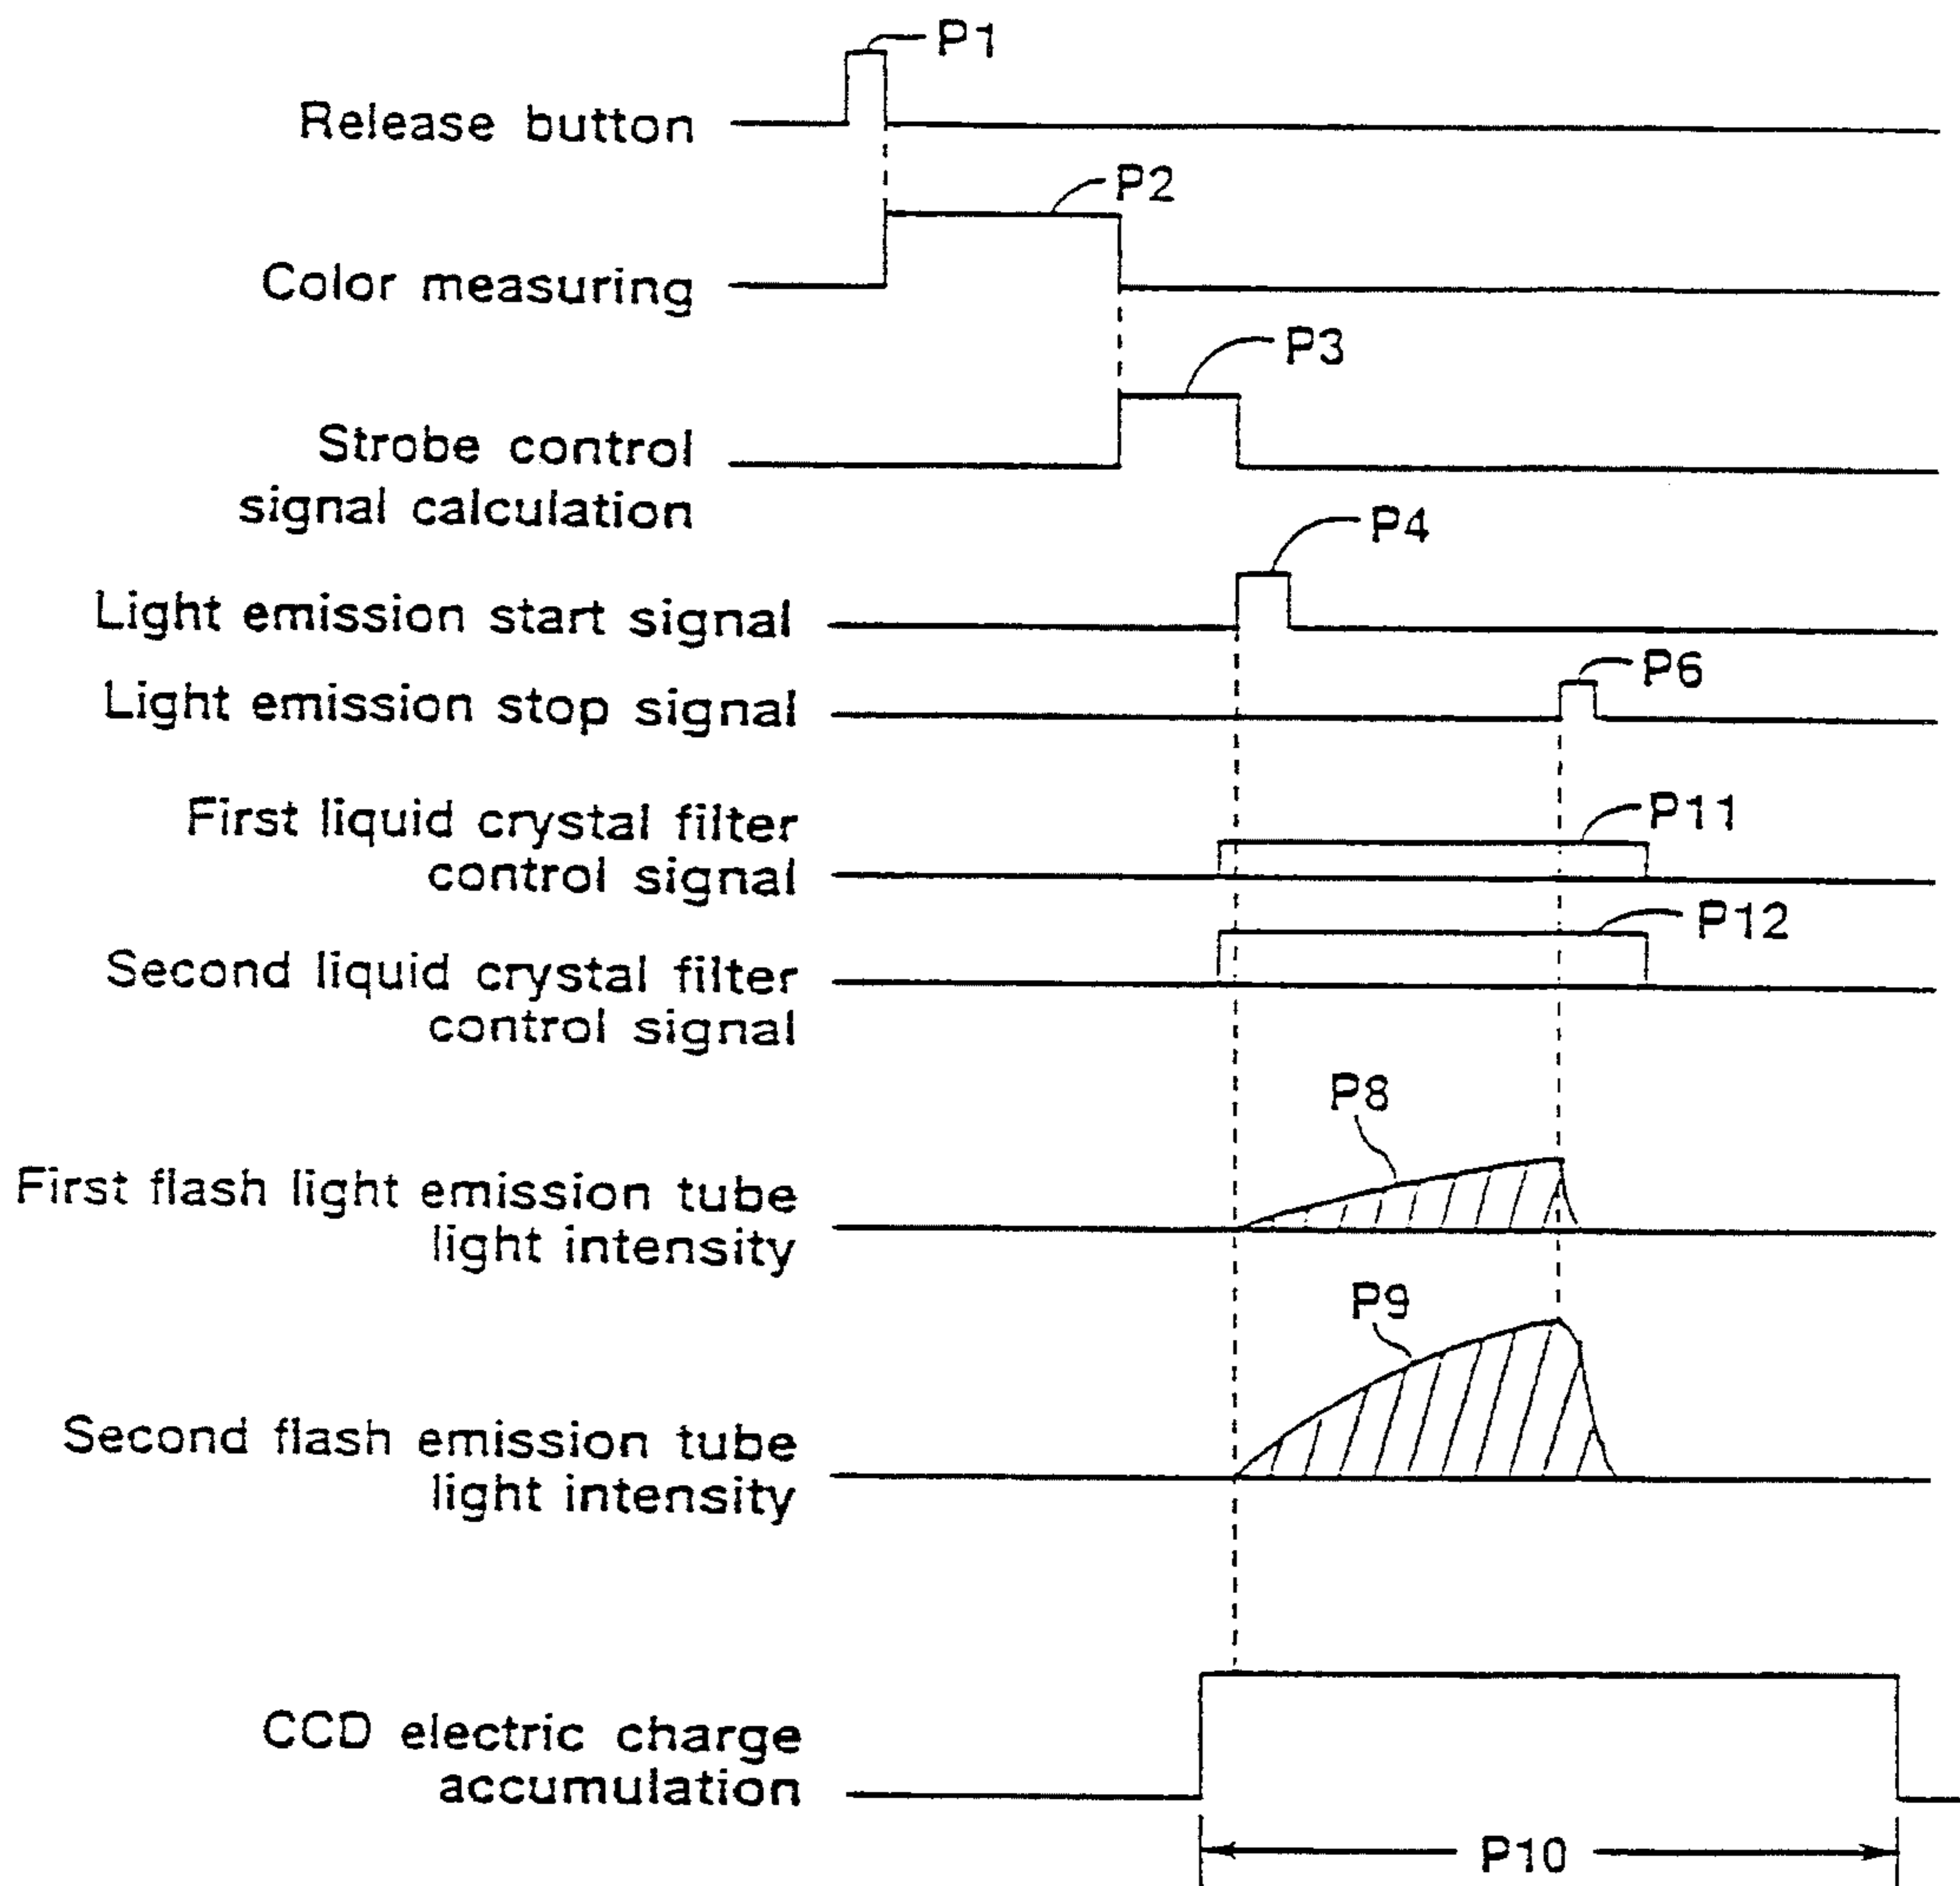 P1
Release button
P2
Color measuring
P3
Strobe control
signal calculation
P4
Light emission start signal
P6
Light emission stop signal
First liquid crystal filter
control signal
P11
Second liquid crystal filter
control signal
P12
P8
First flash light emission tube
light intensity
P9
Second flash emission tube
light intensity
CCD electric charge
accumulation
P10